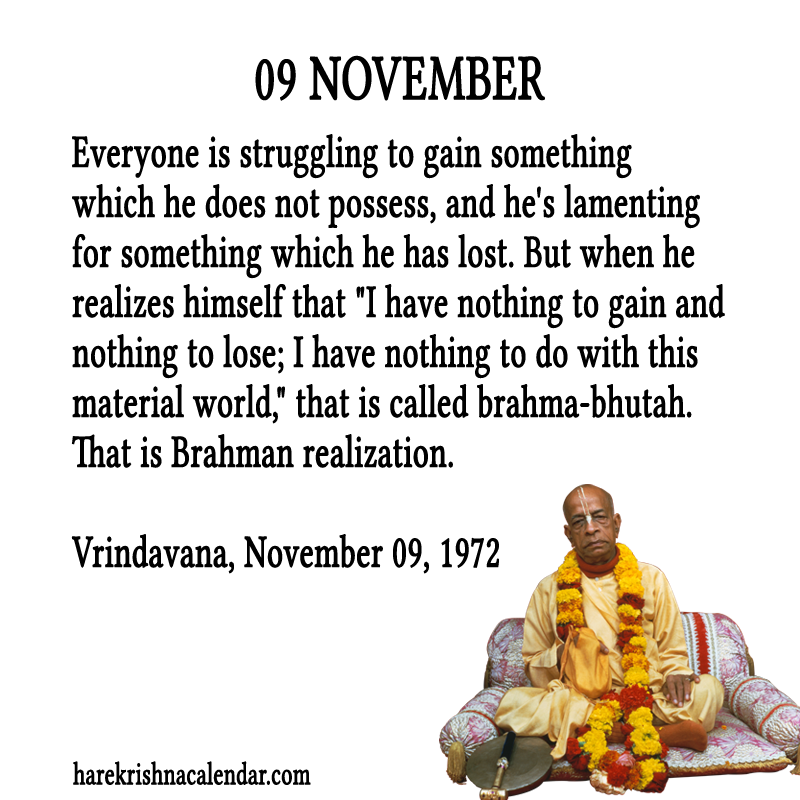 09 NOVEMBER
Everyone is struggling to gain something
which he does not possess, and he's lamenting
for something which he has lost. But when he
realizes himself that "I have nothing to gain and
nothing to lose; I have nothing to do with this
material world," that is called brahma-bhutah.
That is Brahman realization.
Vrindavana, November 09, 1972
harekrishnacalendar.com